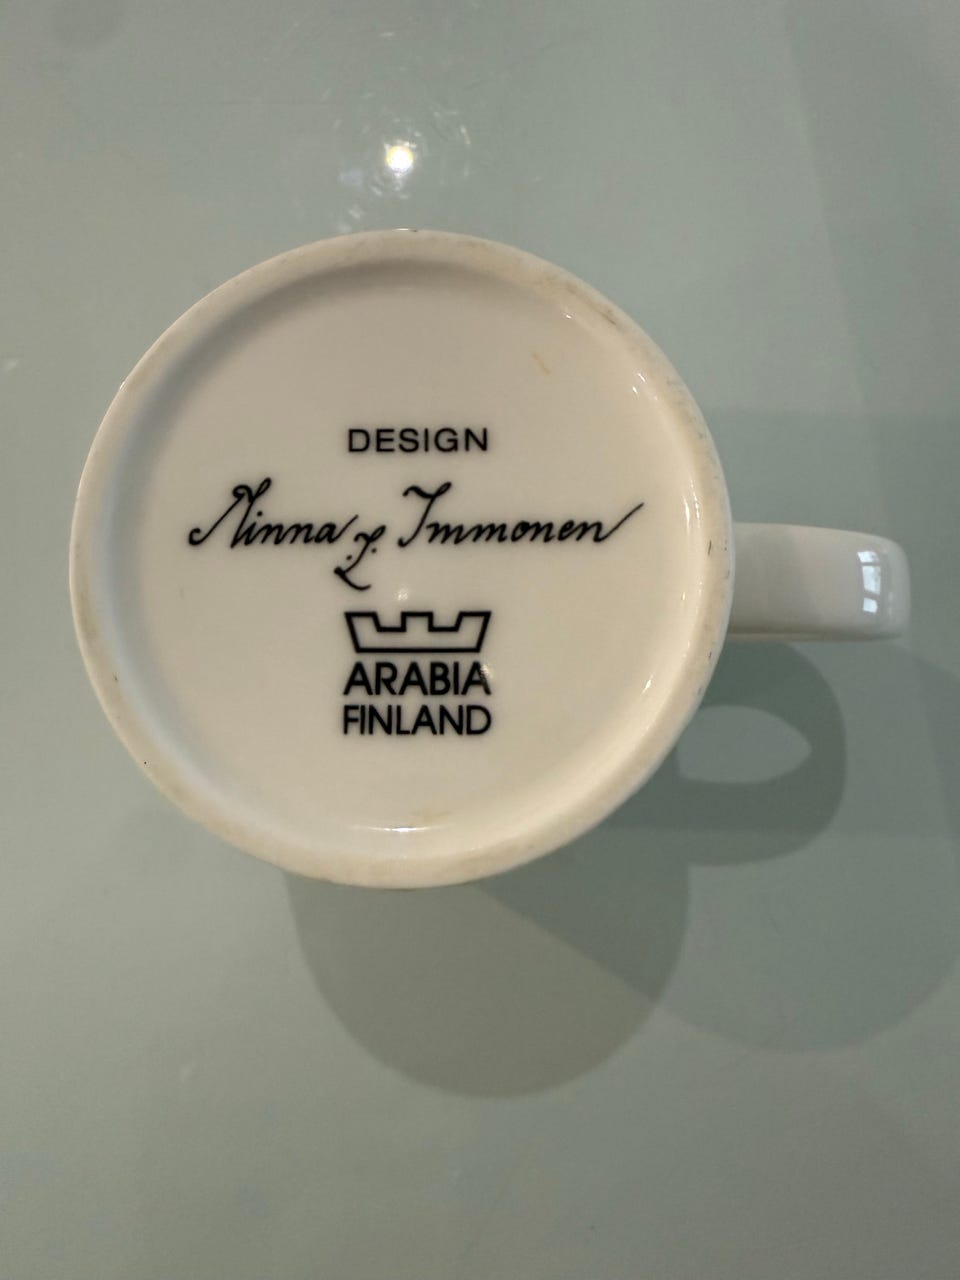 DESIGN
Minna L. Immonen
ARABIA
FINLAND